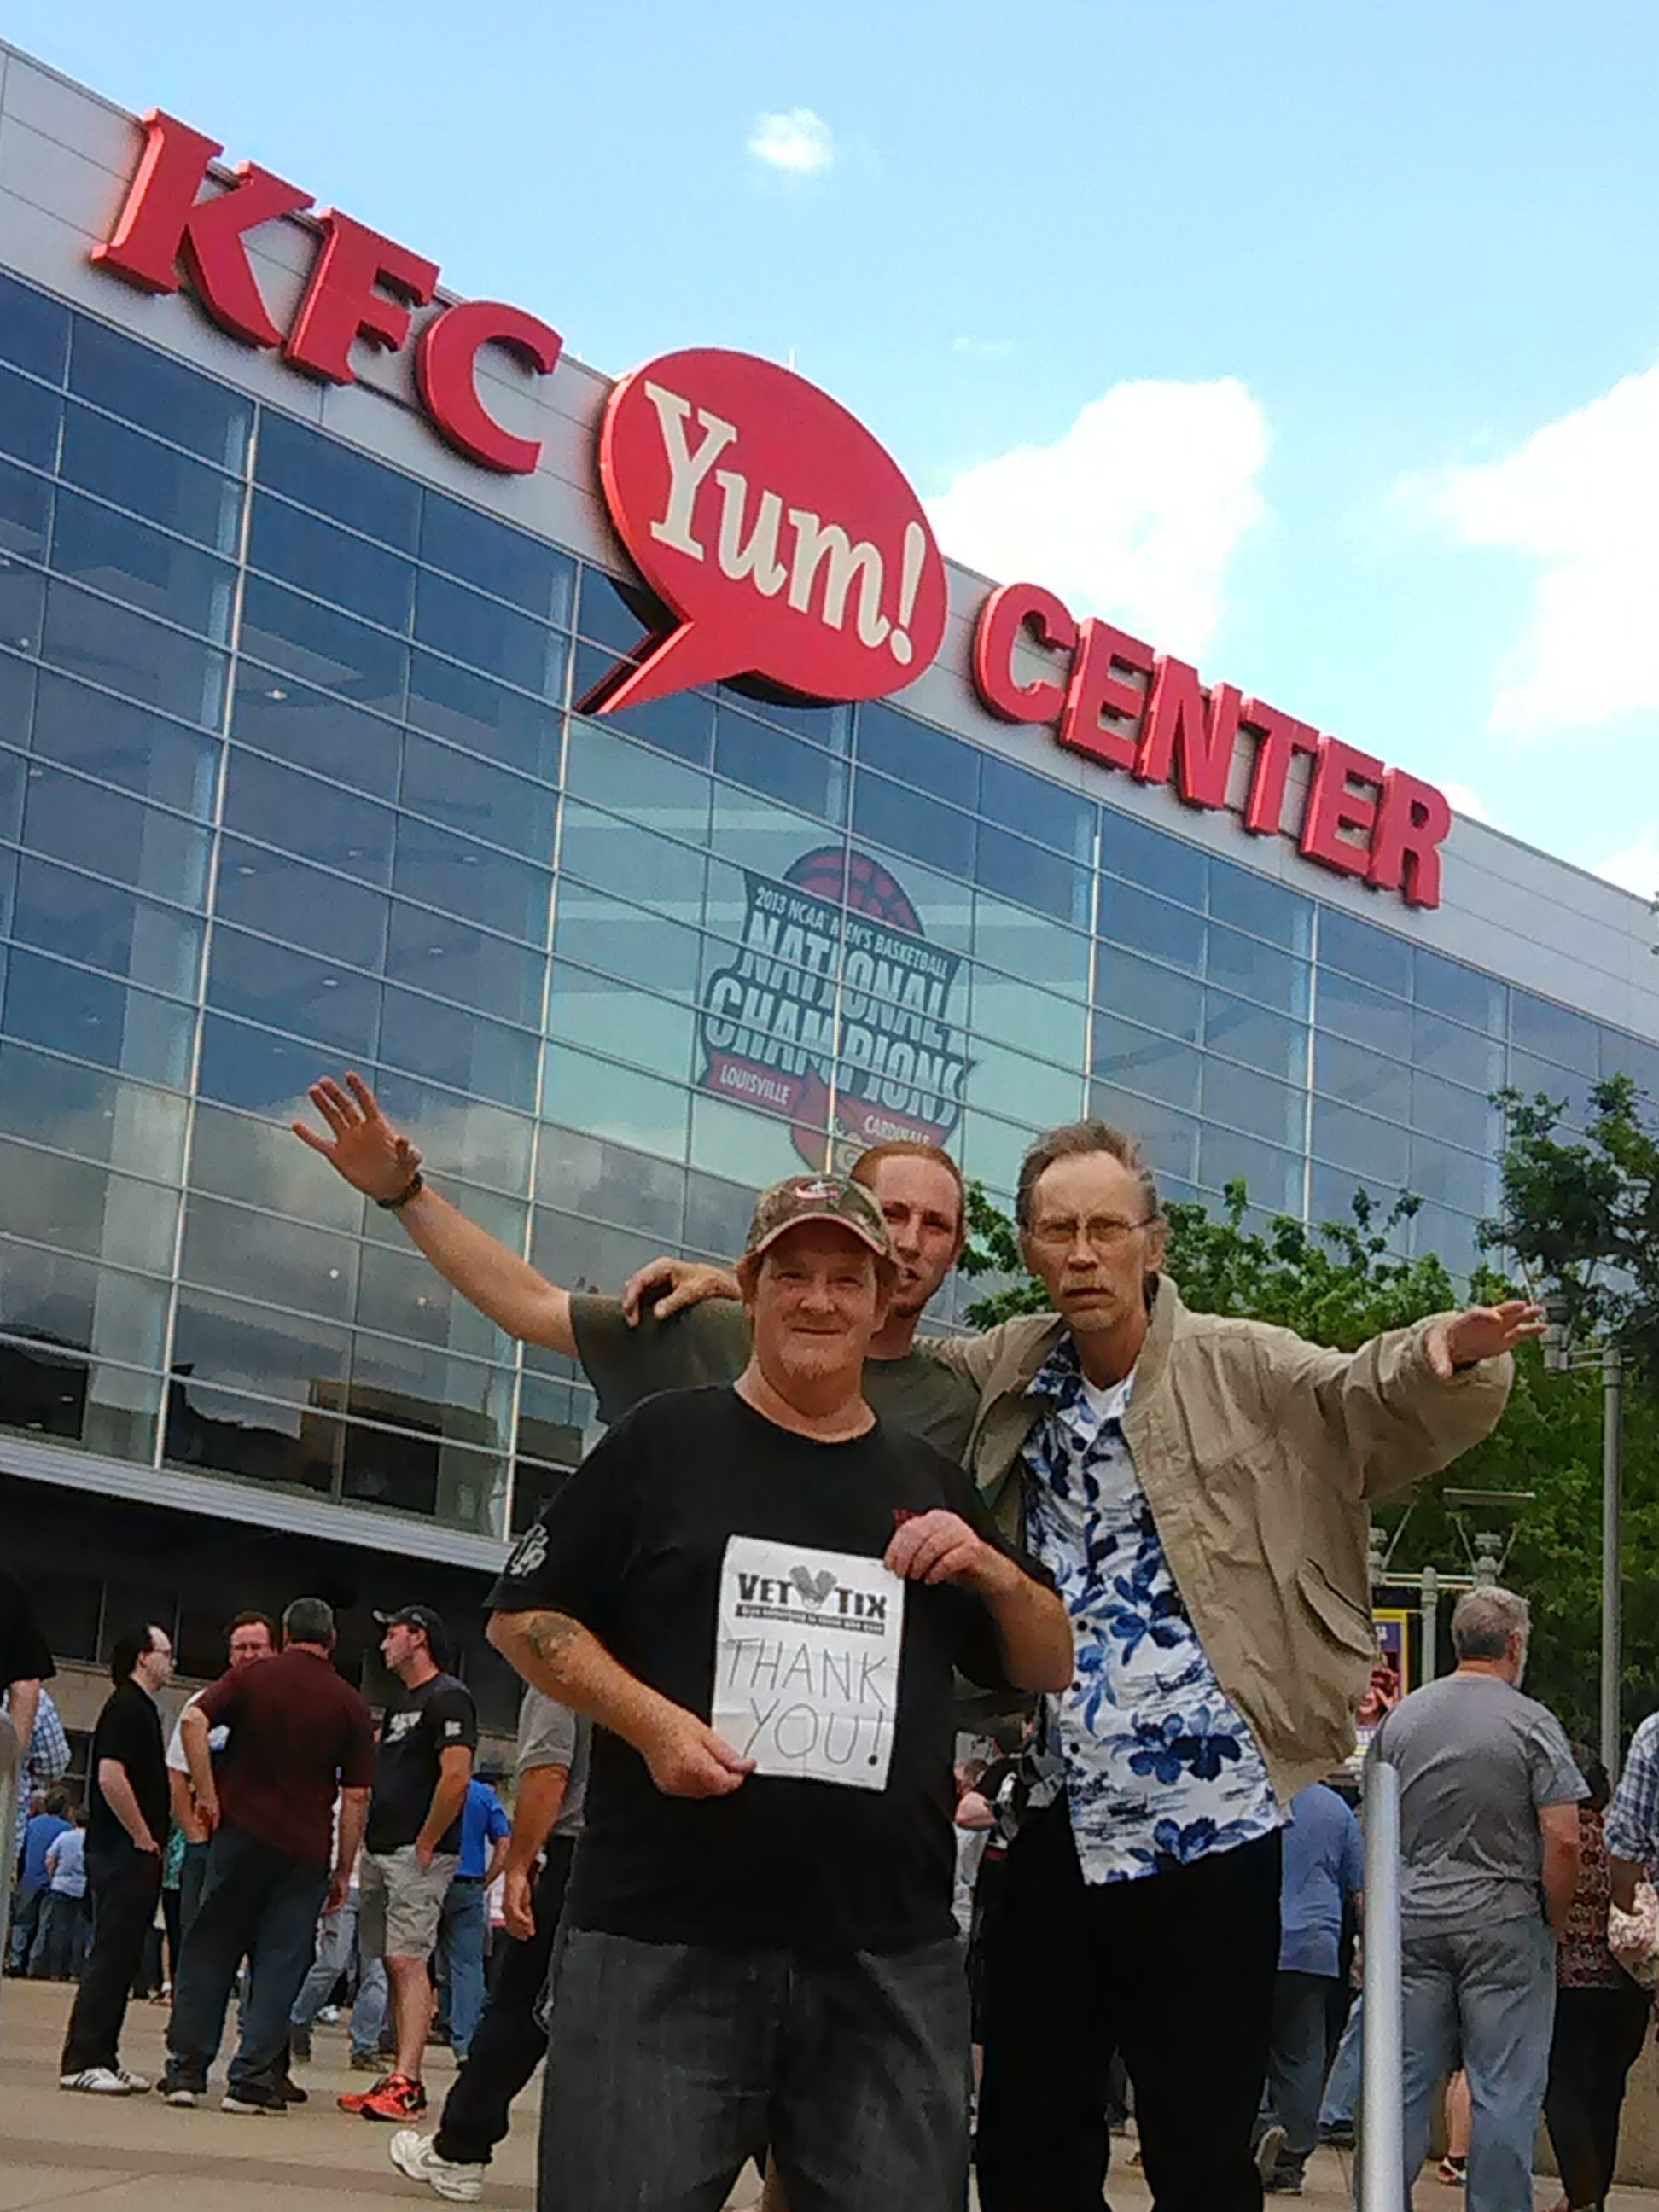 KFC Yum! CENTER
2013 NCAA MEN'S BASKETBALL
NATIONAL
CHAMPIONS
LOUISVILLE
CARDINALS
VET TIX
THANK
YOU!